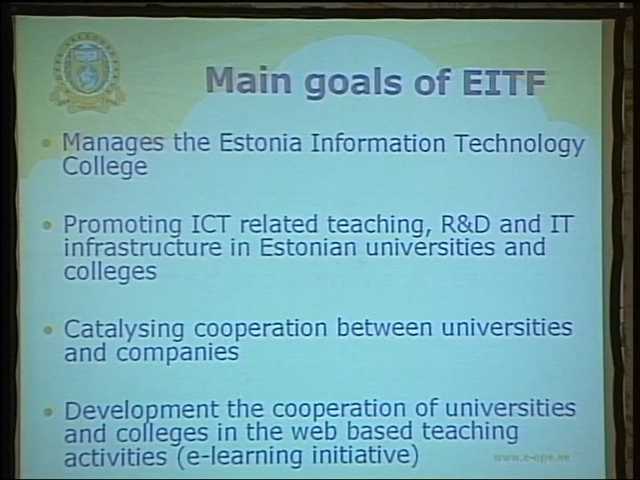 Main goals of EITF
• Manages the Estonia Information Technology
College
• Promoting ICT related teaching, R&D and IT
infrastructure in Estonian universities and
colleges
• Catalysing cooperation between universities
and companies
• Development the cooperation of universities
and colleges in the web based teaching
activities (e-learning initiative)
www.e-ope.ee